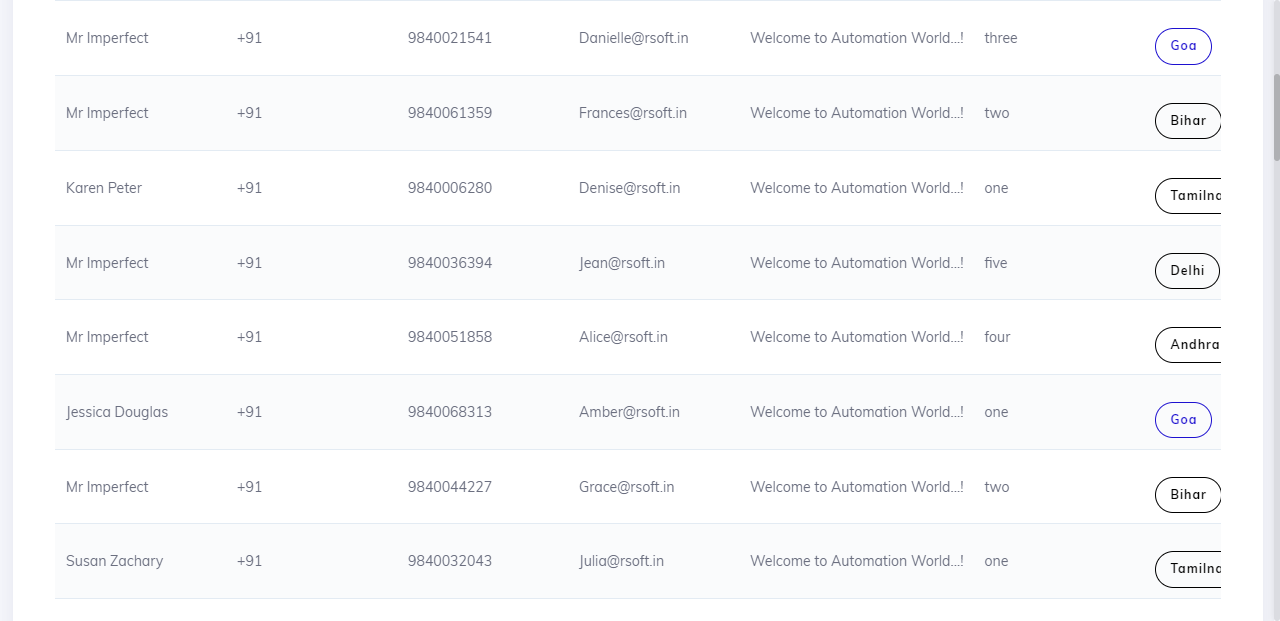 Mr Imperfect +91 9840021541 Danielle@rsoft.in Welcome to Automation World...! three Goa
Mr Imperfect +91 9840061359 Frances@rsoft.in Welcome to Automation World...! two Bihar
Karen Peter +91 9840006280 Denise@rsoft.in Welcome to Automation World...! one Tamilna
Mr Imperfect +91 9840036394 Jean@rsoft.in Welcome to Automation World...! five Delhi
Mr Imperfect +91 9840051858 Alice@rsoft.in Welcome to Automation World...! four Andhra
Jessica Douglas +91 9840068313 Amber@rsoft.in Welcome to Automation World...! one Goa
Mr Imperfect +91 9840044227 Grace@rsoft.in Welcome to Automation World...! two Bihar
Susan Zachary +91 9840032043 Julia@rsoft.in Welcome to Automation World...! one Tamilna